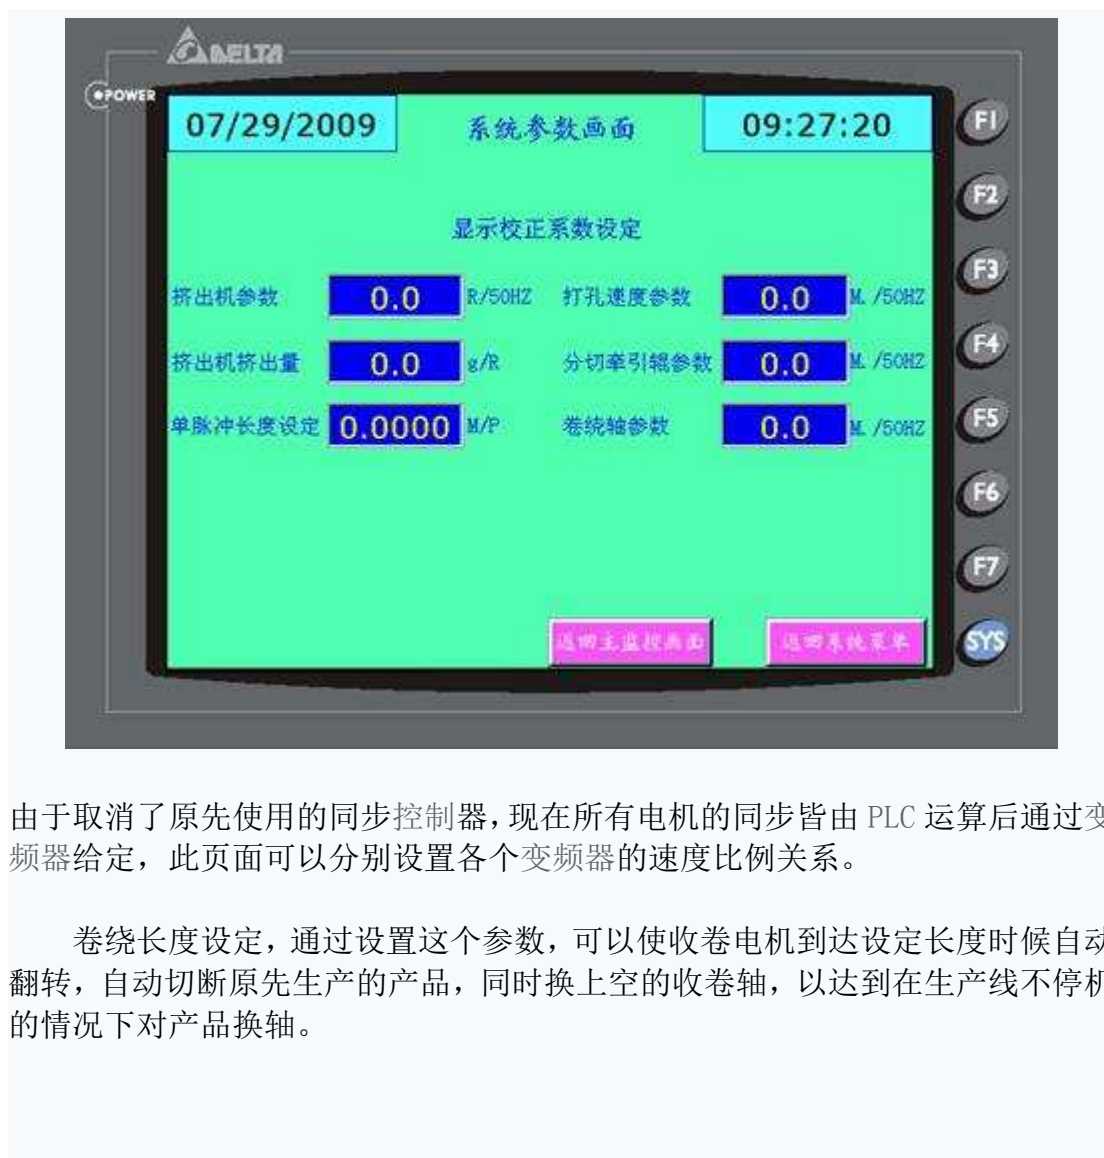 DELTA
POWER
07/29/2009 系统参数画面 09:27:20
显示校正系数设定
挤出机参数 0.0 R/50HZ 打孔速度参数 0.0 M./50HZ
挤出机挤出量 0.0 g/R 分切牵引辊参数 0.0 M./50HZ
单脉冲长度设定 0.0000 M/P 卷绕轴参数 0.0 M./50HZ
返回主监控画面 返回系统菜单
F1
F2
F3
F4
F5
F6
F7
SYS
由于取消了原先使用的同步控制器，现在所有电机的同步皆由 PLC 运算后通过变
频器给定，此页面可以分别设置各个变频器的速度比例关系。
卷绕长度设定，通过设置这个参数，可以使收卷电机到达设定长度时候自动
翻转，自动切断原先生产的产品，同时换上空的收卷轴，以达到在生产线不停机
的情况下对产品换轴。